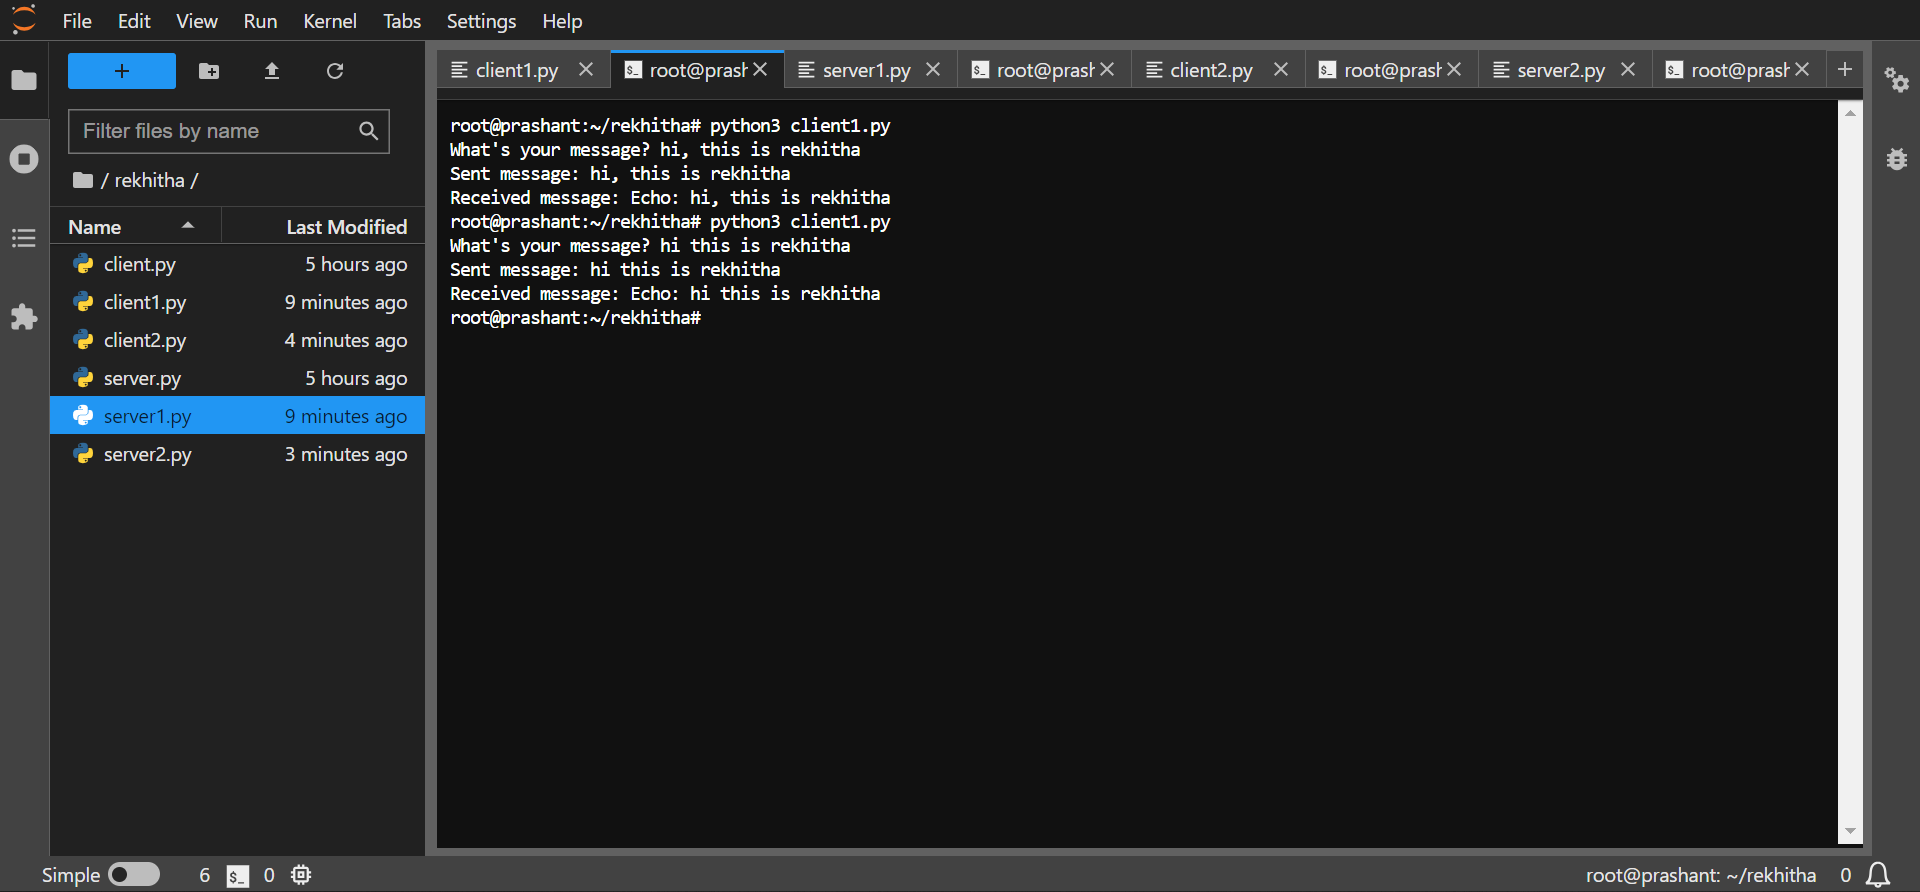 File Edit View Run Kernel Tabs Settings Help
+
Filter files by name
/ rekhitha /
Name Last Modified
client.py 5 hours ago
client1.py 9 minutes ago
client2.py 4 minutes ago
server.py 5 hours ago
server1.py 9 minutes ago
server2.py 3 minutes ago
client1.py root@prash server1.py root@prash client2.py root@prash server2.py root@prash
root@prashant:~/rekhitha# python3 client1.py
What's your message? hi, this is rekhitha
Sent message: hi, this is rekhitha
Received message: Echo: hi, this is rekhitha
root@prashant:~/rekhitha# python3 client1.py
What's your message? hi this is rekhitha
Sent message: hi this is rekhitha
Received message: Echo: hi this is rekhitha
root@prashant:~/rekhitha#
Simple 6 $_ 0 root@prashant: ~/rekhitha 0